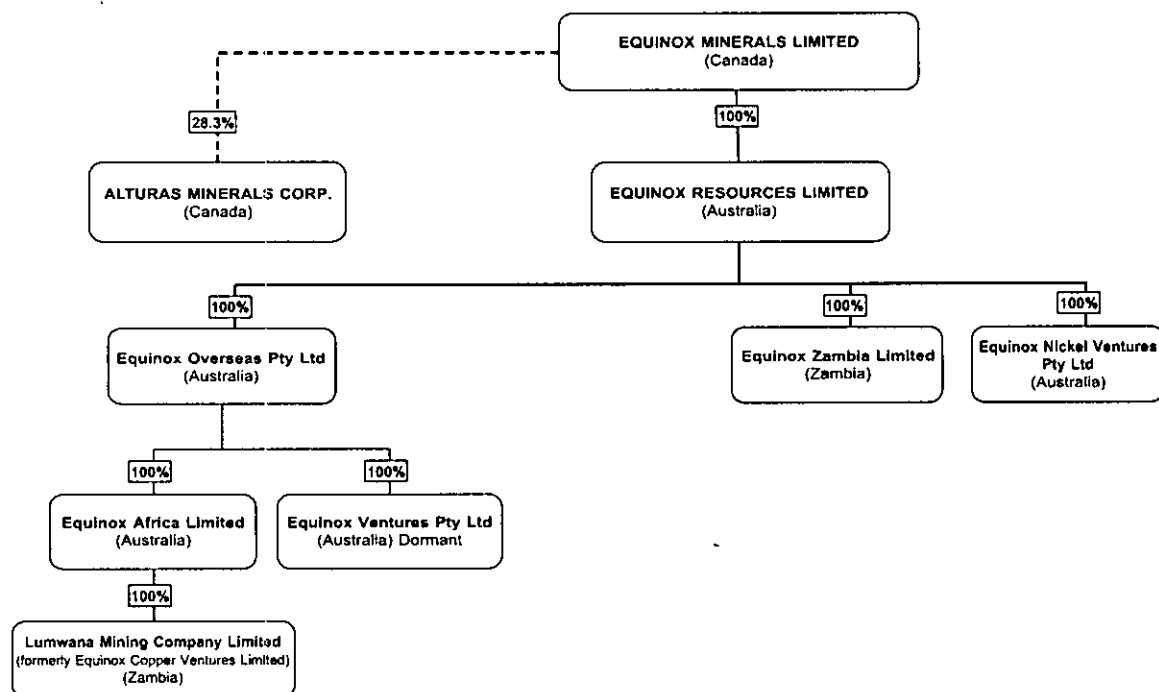 EQUINOX MINERALS LIMITED
(Canada)
28.3%
100%
ALTURAS MINERALS CORP.
(Canada)
EQUINOX RESOURCES LIMITED
(Australia)
100%
100%
100%
Equinox Overseas Pty Ltd
(Australia)
Equinox Zambia Limited
(Zambia)
Equinox Nickel Ventures
Pty Ltd
(Australia)
100%
100%
Equinox Africa Limited
(Australia)
Equinox Ventures Pty Ltd
(Australia) Dormant
100%
Lumwana Mining Company Limited
(formerly Equinox Copper Ventures Limited)
(Zambia)